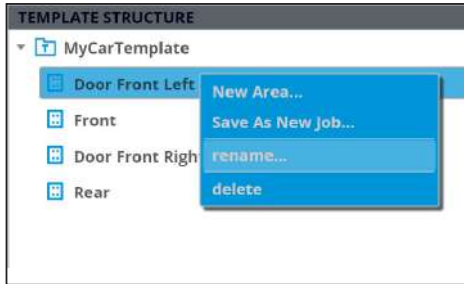 TEMPLATE STRUCTURE
MyCarTemplate
Door Front Left
New Area...
Front
Save As New Job...
Door Front Righ
rename...
Rear
delete